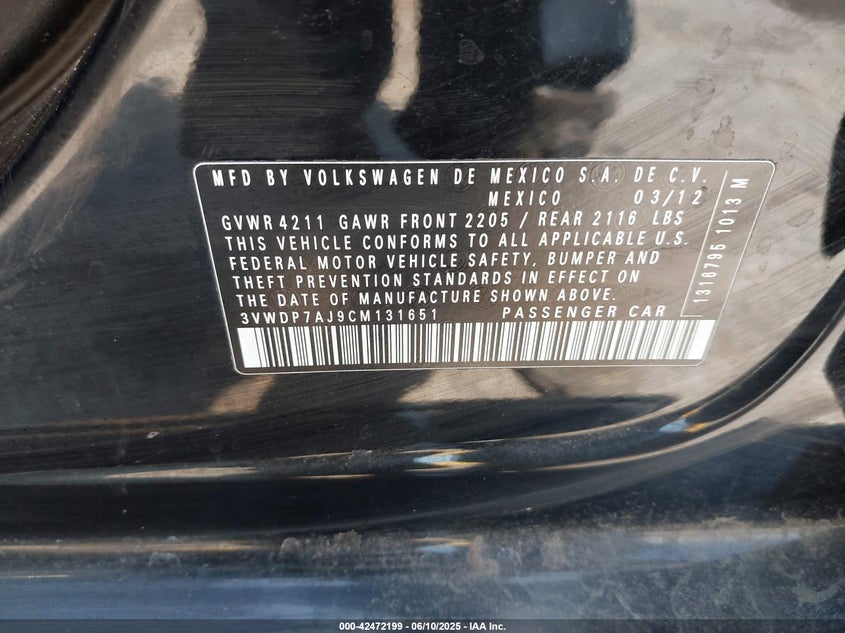 MFD BY VOLKSWAGEN DE MEXICO S.A. DE C.V.
MEXICO 03/12
GVWR 4211 GAWR FRONT 2205 / REAR 2116 LBS
THIS VEHICLE CONFORMS TO ALL APPLICABLE U.S.
FEDERAL MOTOR VEHICLE SAFETY, BUMPER AND
THEFT PREVENTION STANDARDS IN EFFECT ON
THE DATE OF MANUFACTURE SHOWN ABOVE.
3VWDP7AJ9CM131651 PASSENGER CAR
1316796 1013 M
000-42472199 - 06/10/2025 - IAA Inc.